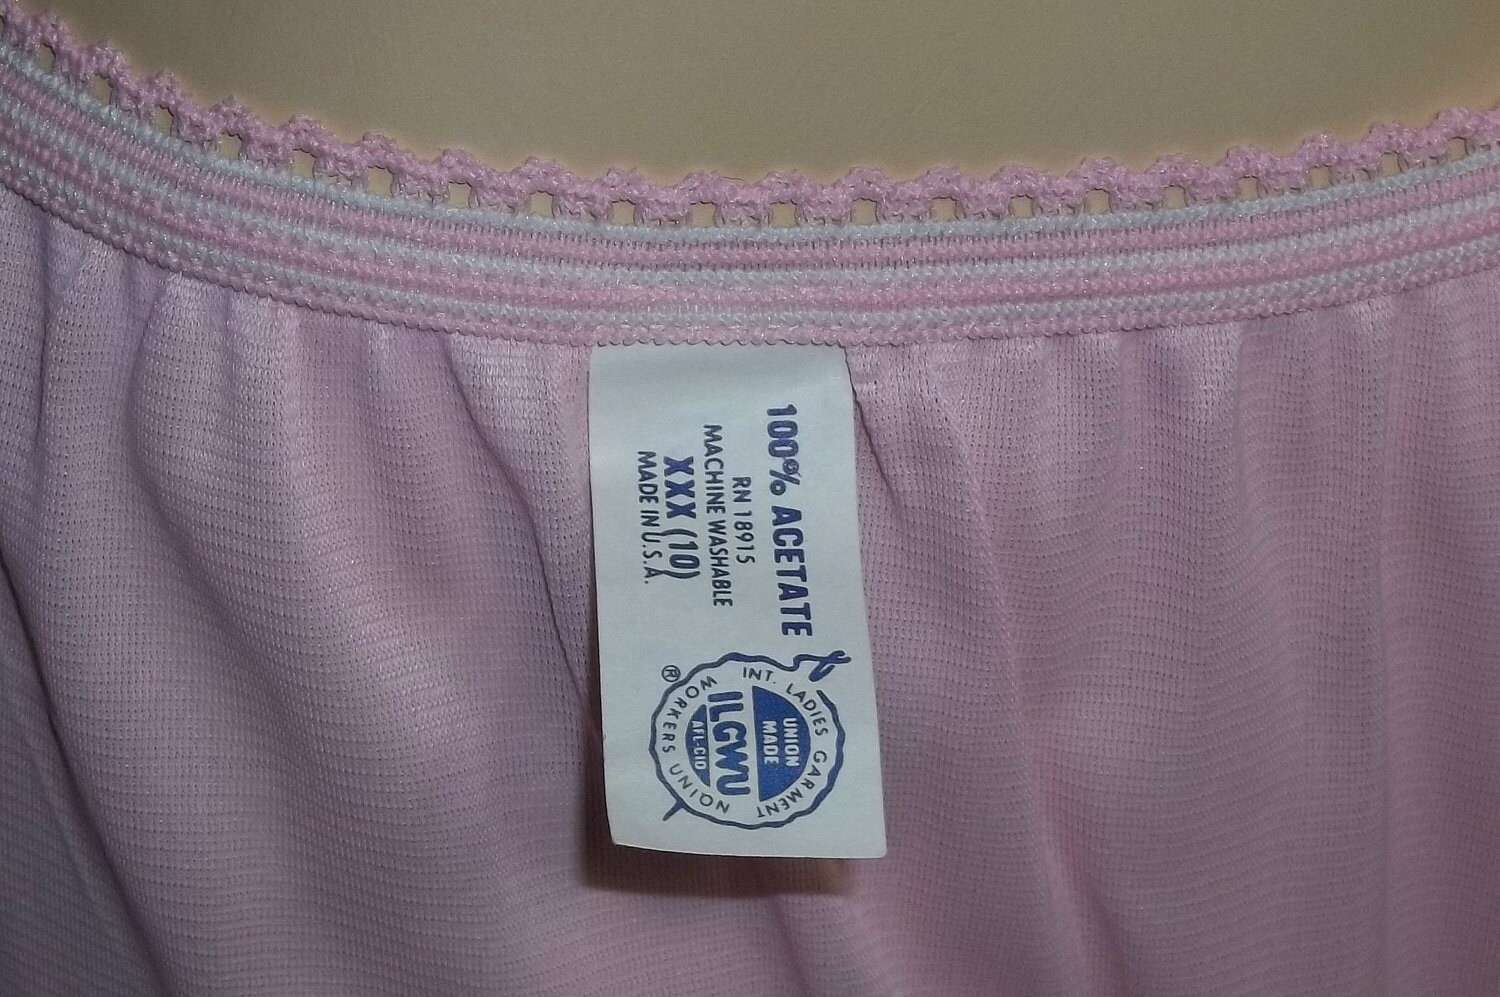 100% ACETATE
RN 18915
MACHINE WASHABLE
XXX (10)
MADE IN U.S.A.
INT. LADIES GARMENT WORKERS UNION
UNION
MADE
ILGWU
AFL-CIO
®